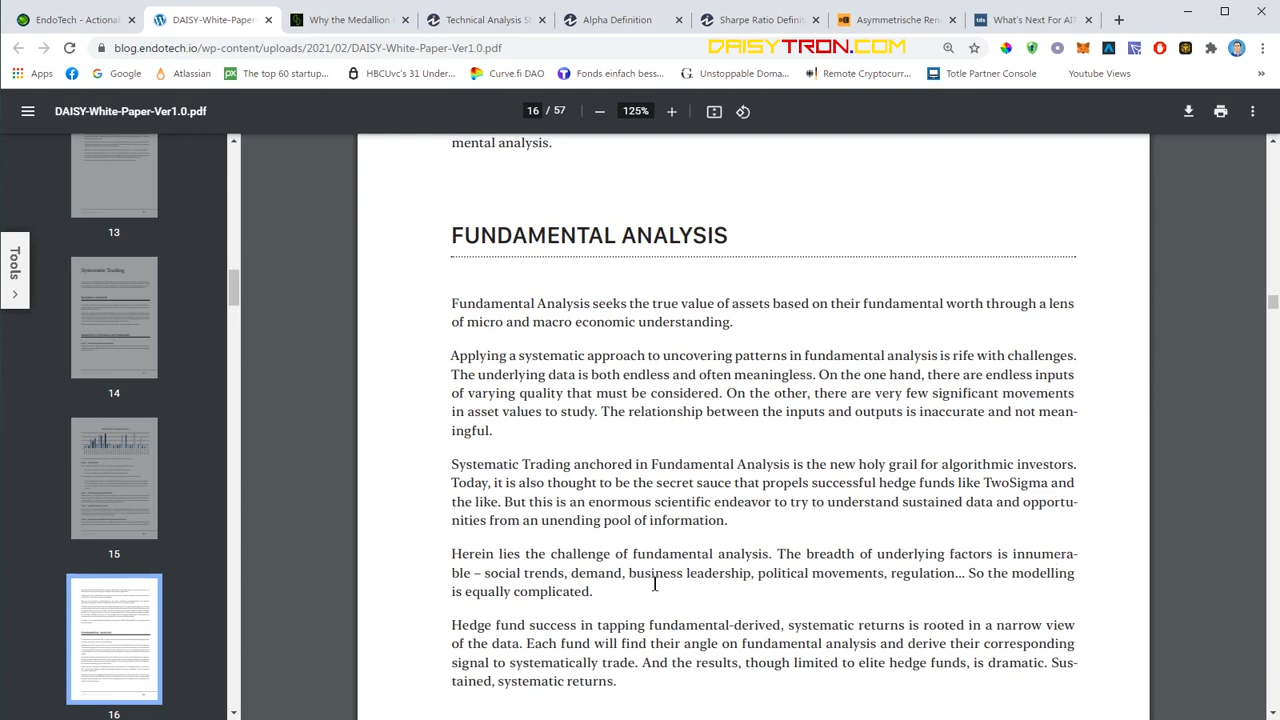 EndoTech - Actionab
DAISY-White-Paper-
Why the Medallion
Technical Analysis S
Alpha Definition
Sharpe Ratio Defini
Asymmetrische Ren
What's Next For AI?
blog.endotech.io/wp-content/uploads/2021/02/DAISY-White-Paper-Ver1.0.pdf
DAISYTRON.COM
Apps
Google
Atlassian
The top 60 startup...
HBCUvc's 31 Under...
Curve.fi DAO
Fonds einfach bess...
Unstoppable Doma...
Remote Cryptocurr...
Totle Partner Console
Youtube Views
DAISY-White-Paper-Ver1.0.pdf
16 / 57
125%
Tools
13
14
15
16
mental analysis.
FUNDAMENTAL ANALYSIS
Fundamental Analysis seeks the true value of assets based on their fundamental worth through a lens
of micro and macro economic understanding.
Applying a systematic approach to uncovering patterns in fundamental analysis is rife with challenges.
The underlying data is both endless and often meaningless. On the one hand, there are endless inputs
of varying quality that must be considered. On the other, there are very few significant movements
in asset values to study. The relationship between the inputs and outputs is inaccurate and not mean-
ingful.
Systematic Trading anchored in Fundamental Analysis is the new holy grail for algorithmic investors.
Today, it is also thought to be the secret sauce that propels successful hedge funds like TwoSigma and
the like. But this is an enormous scientific endeavor to try to understand sustained data and opportu-
nities from an unending pool of information.
Herein lies the challenge of fundamental analysis. The breadth of underlying factors is innumera-
ble – social trends, demand, business leadership, political movements, regulation... So the modelling
is equally complicated.
Hedge fund success in tapping fundamental-derived, systematic returns is rooted in a narrow view
of the data. Each fund will find their angle on fundamental analysis and derive their corresponding
signal to systematically trade. And the results, though limited to elite hedge funds, is dramatic. Sus-
tained, systematic returns.